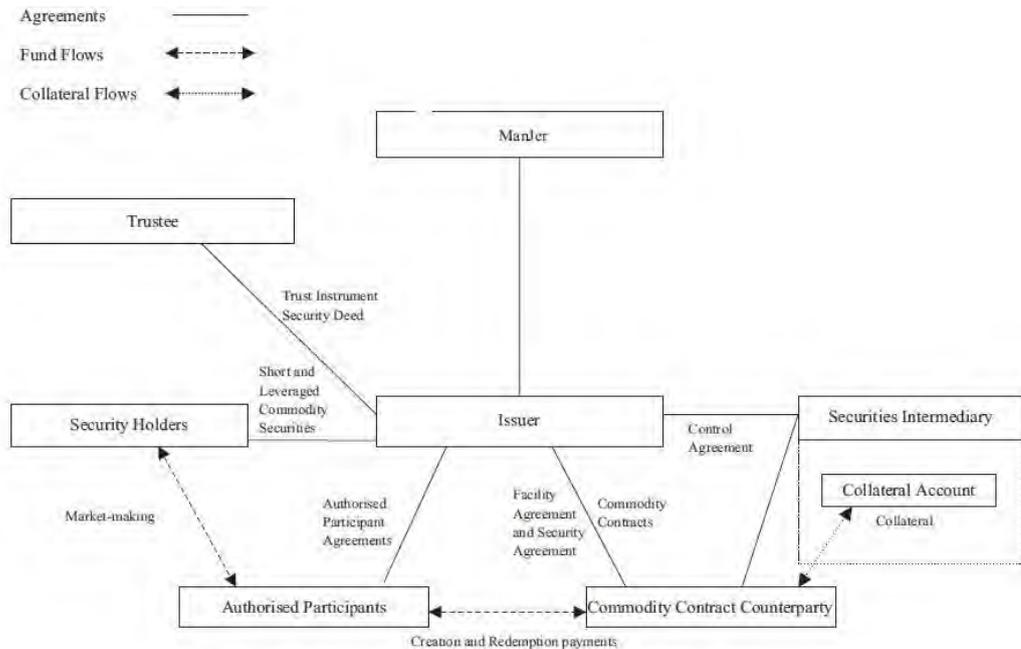 Agreements
Fund Flows
Collateral Flows
ManJer
Trustee
Trust Instrument
Security Deed
Short and
Leveraged
Commodity
Securities
Security Holders
Issuer
Securities Intermediary
Control
Agreement
Collateral Account
Collateral
Market-making
Authorised
Participant
Agreements
Facility
Agreement
and Security
Agreement
Commodity
Contracts
Authorised Participants
Commodity Contract Counterparty
Creation and Redemption payments